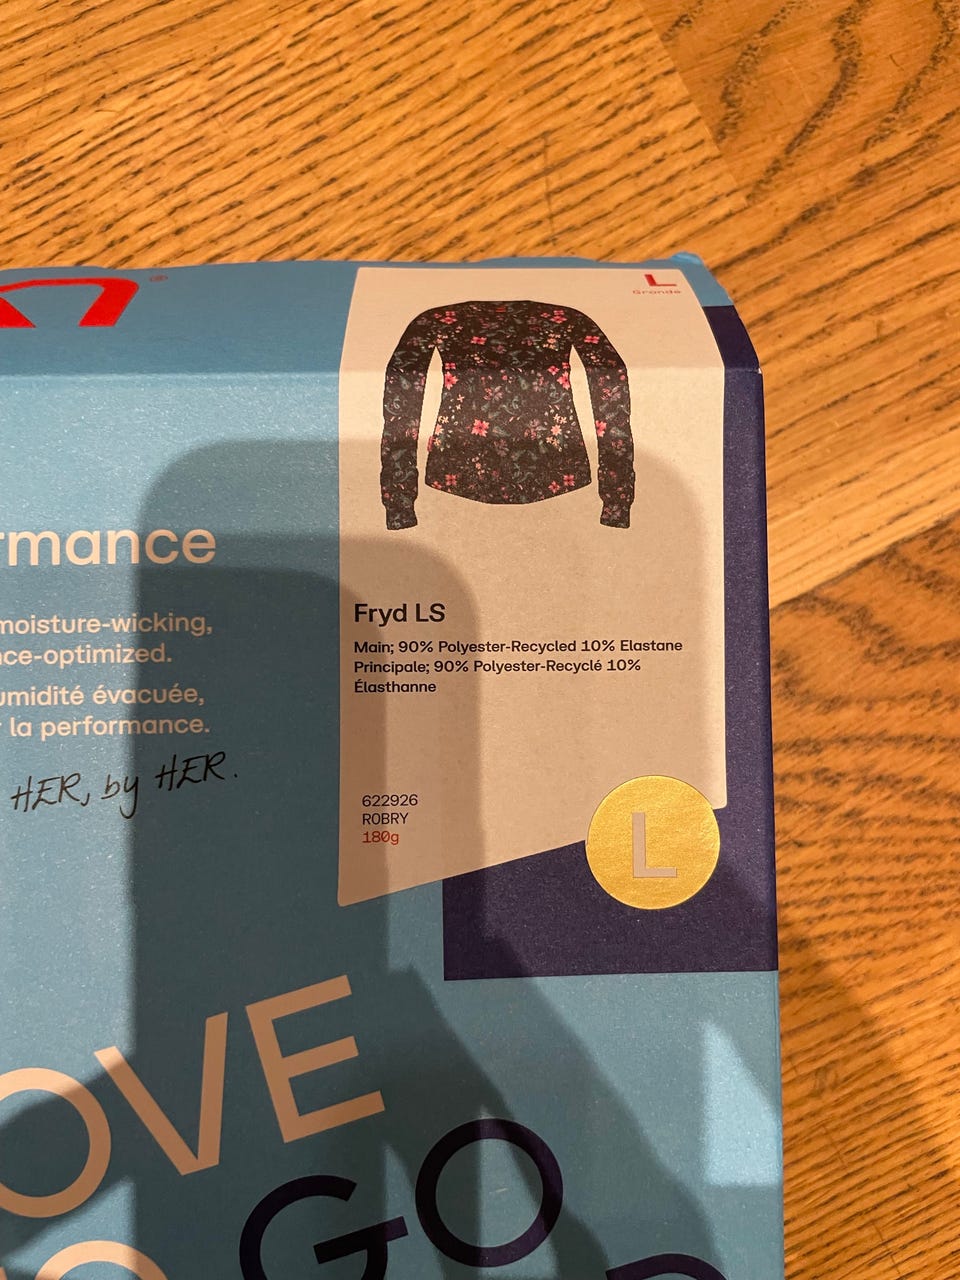 ®
L
Grande
rmance
moisture-wicking,
nce-optimized.
umidité évacuée,
la performance.
HER, by HER.
Fryd LS
Main; 90% Polyester-Recycled 10% Elastane
Principale; 90% Polyester-Recyclé 10%
Élasthanne
622926
ROBRY
180g
L
OVE
GO